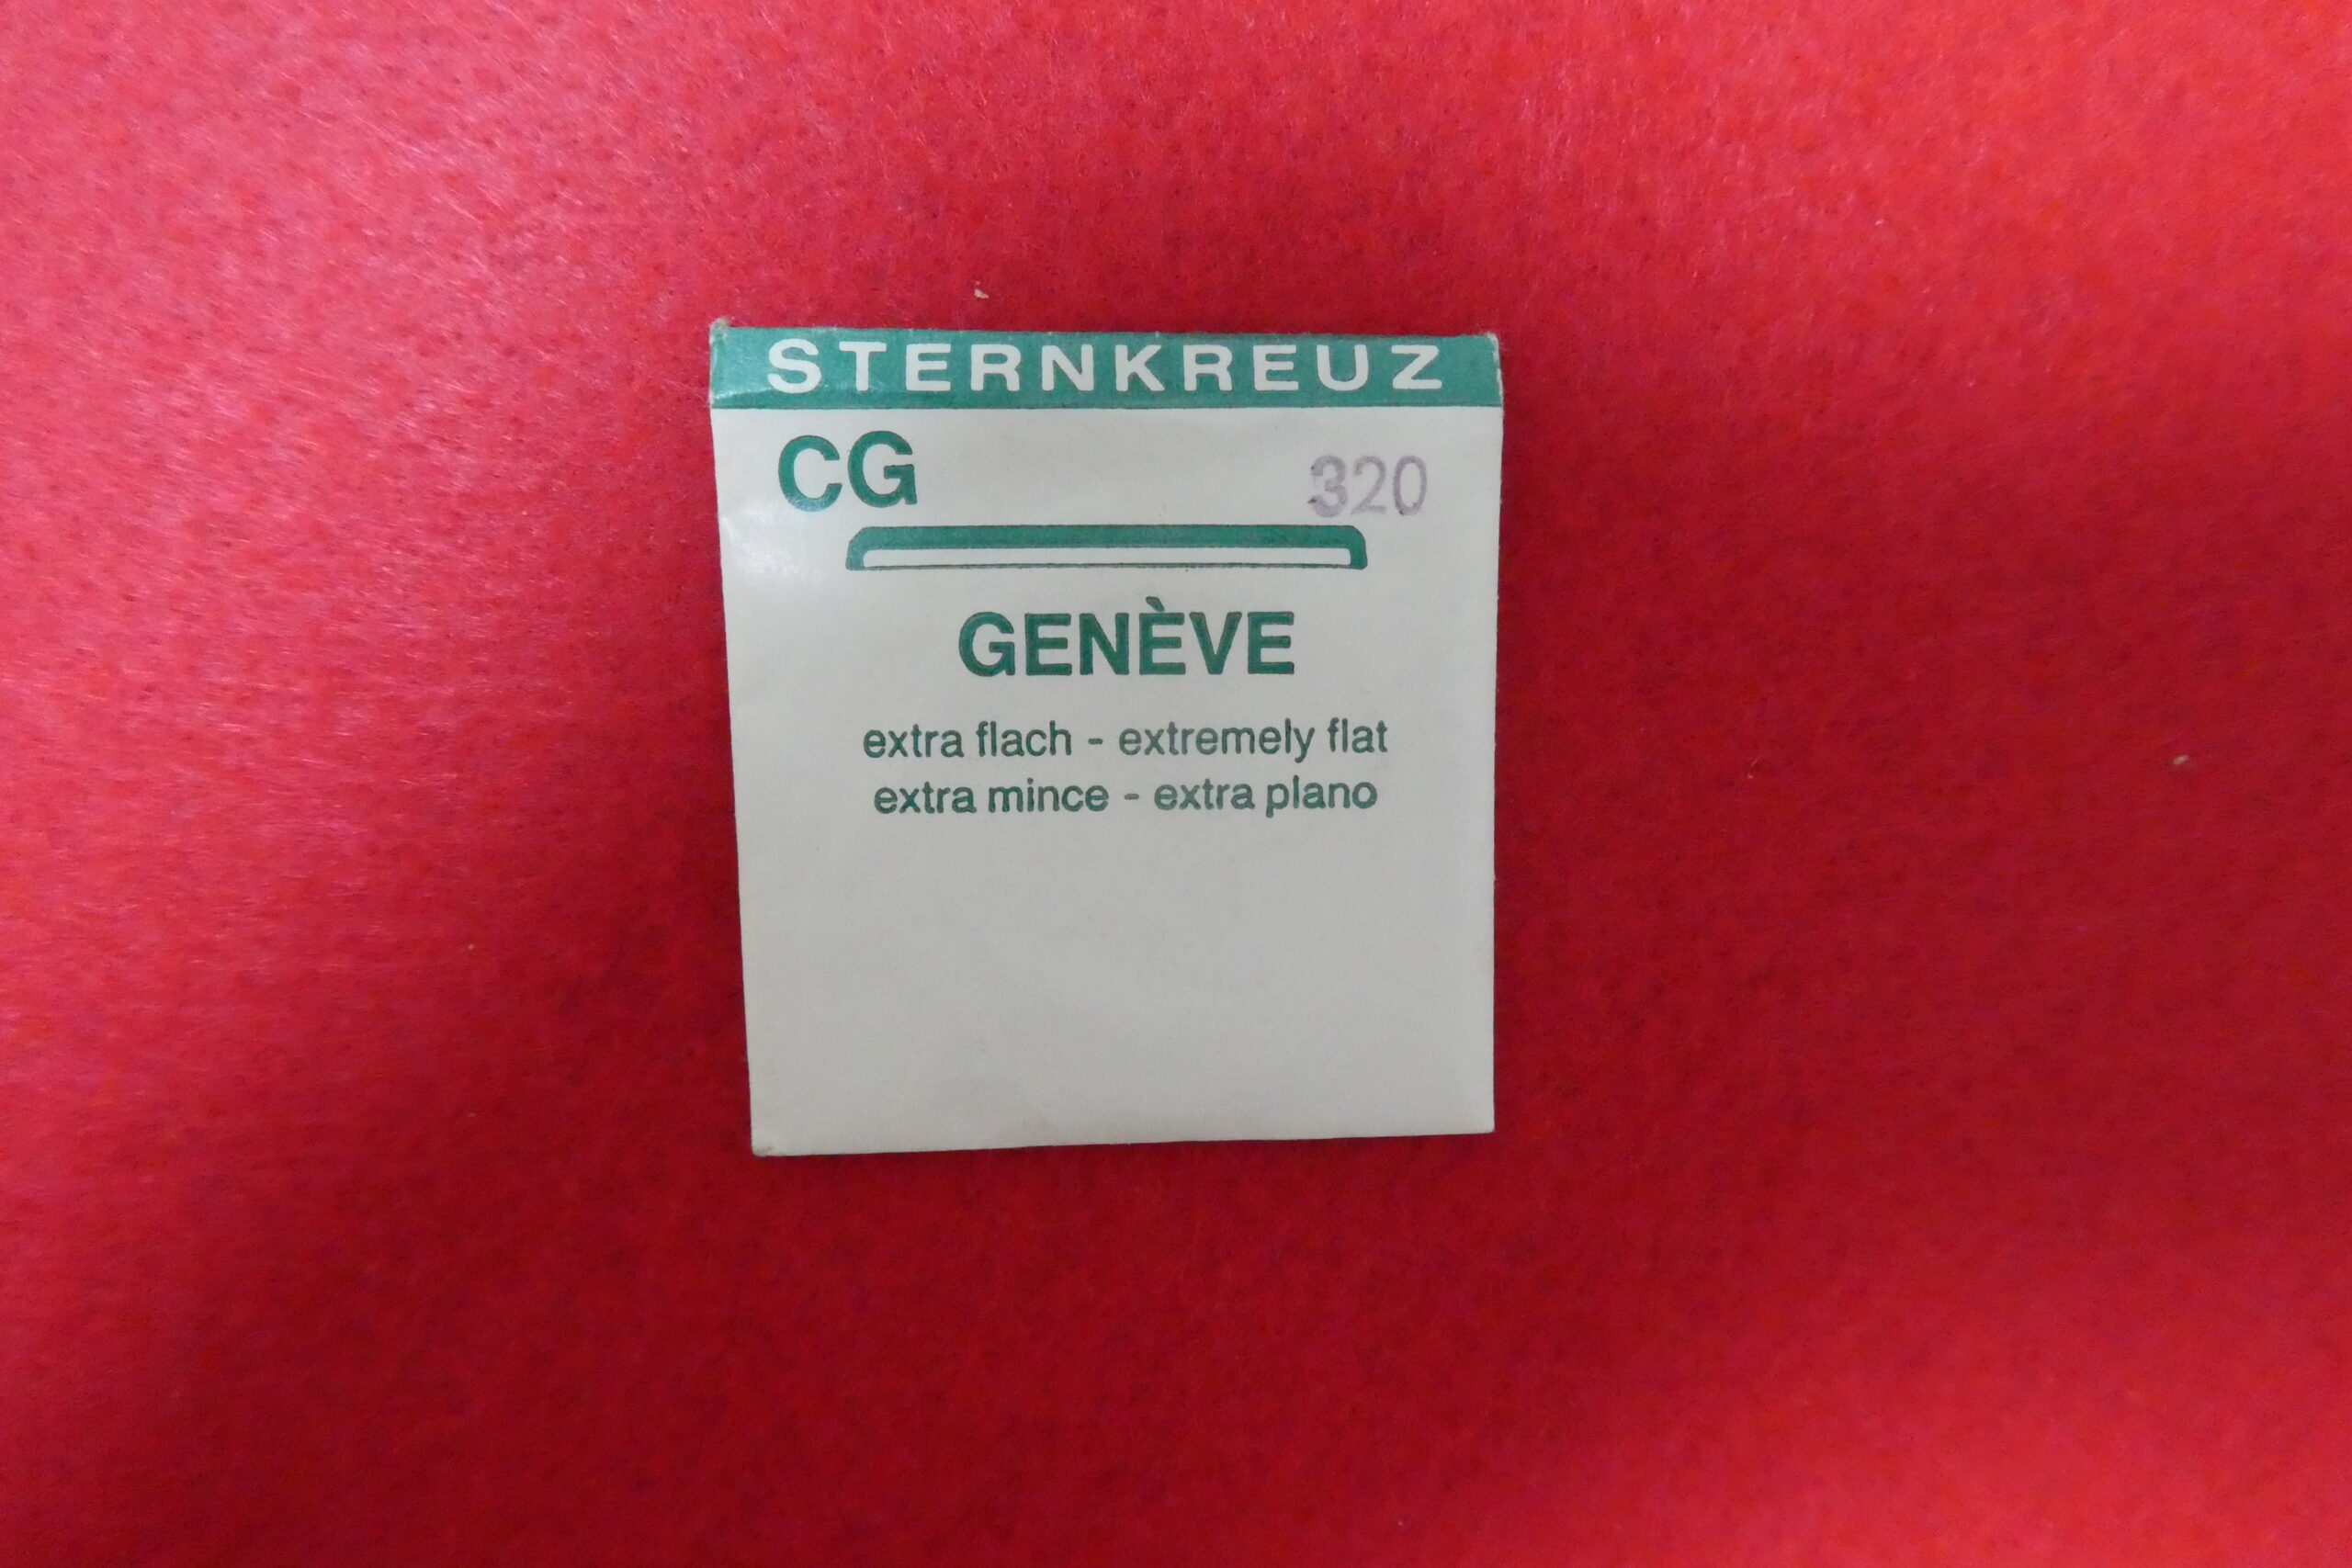 STERNKREUZ
CG 320
GENÈVE
extra flach - extremely flat
extra mince - extra plano